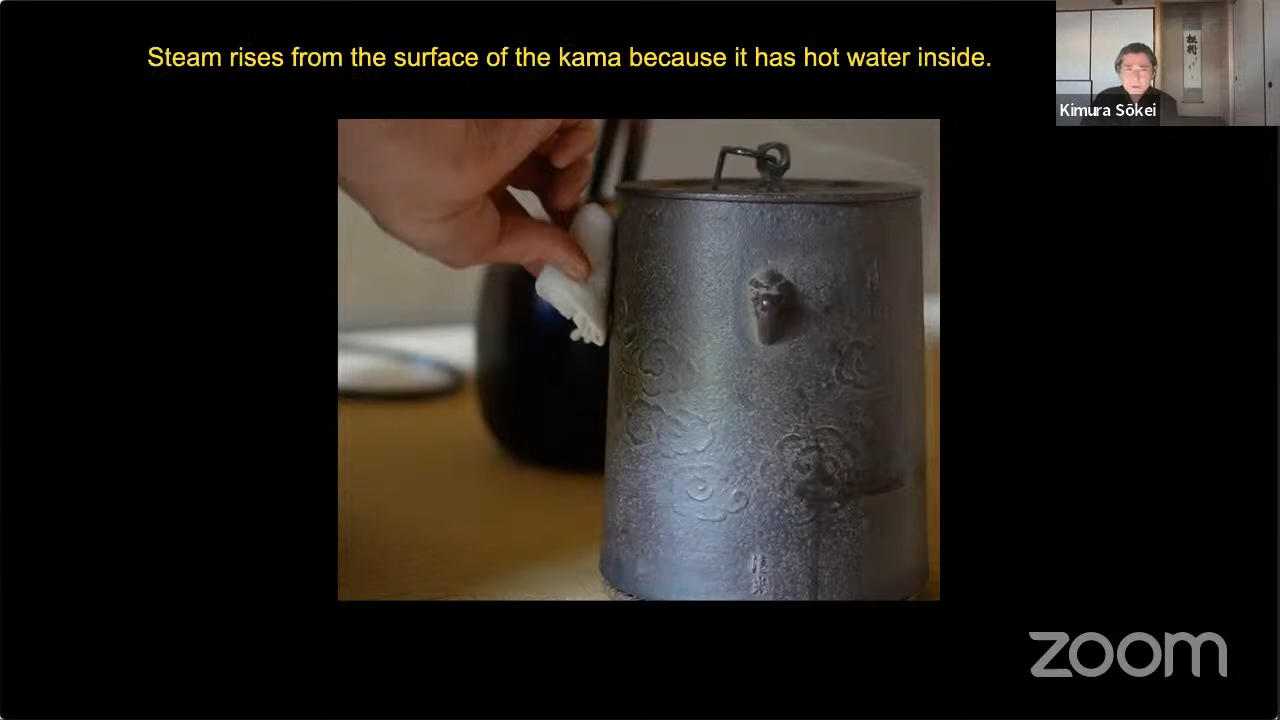 Steam rises from the surface of the kama because it has hot water inside.
Kimura Sōkei
zoom